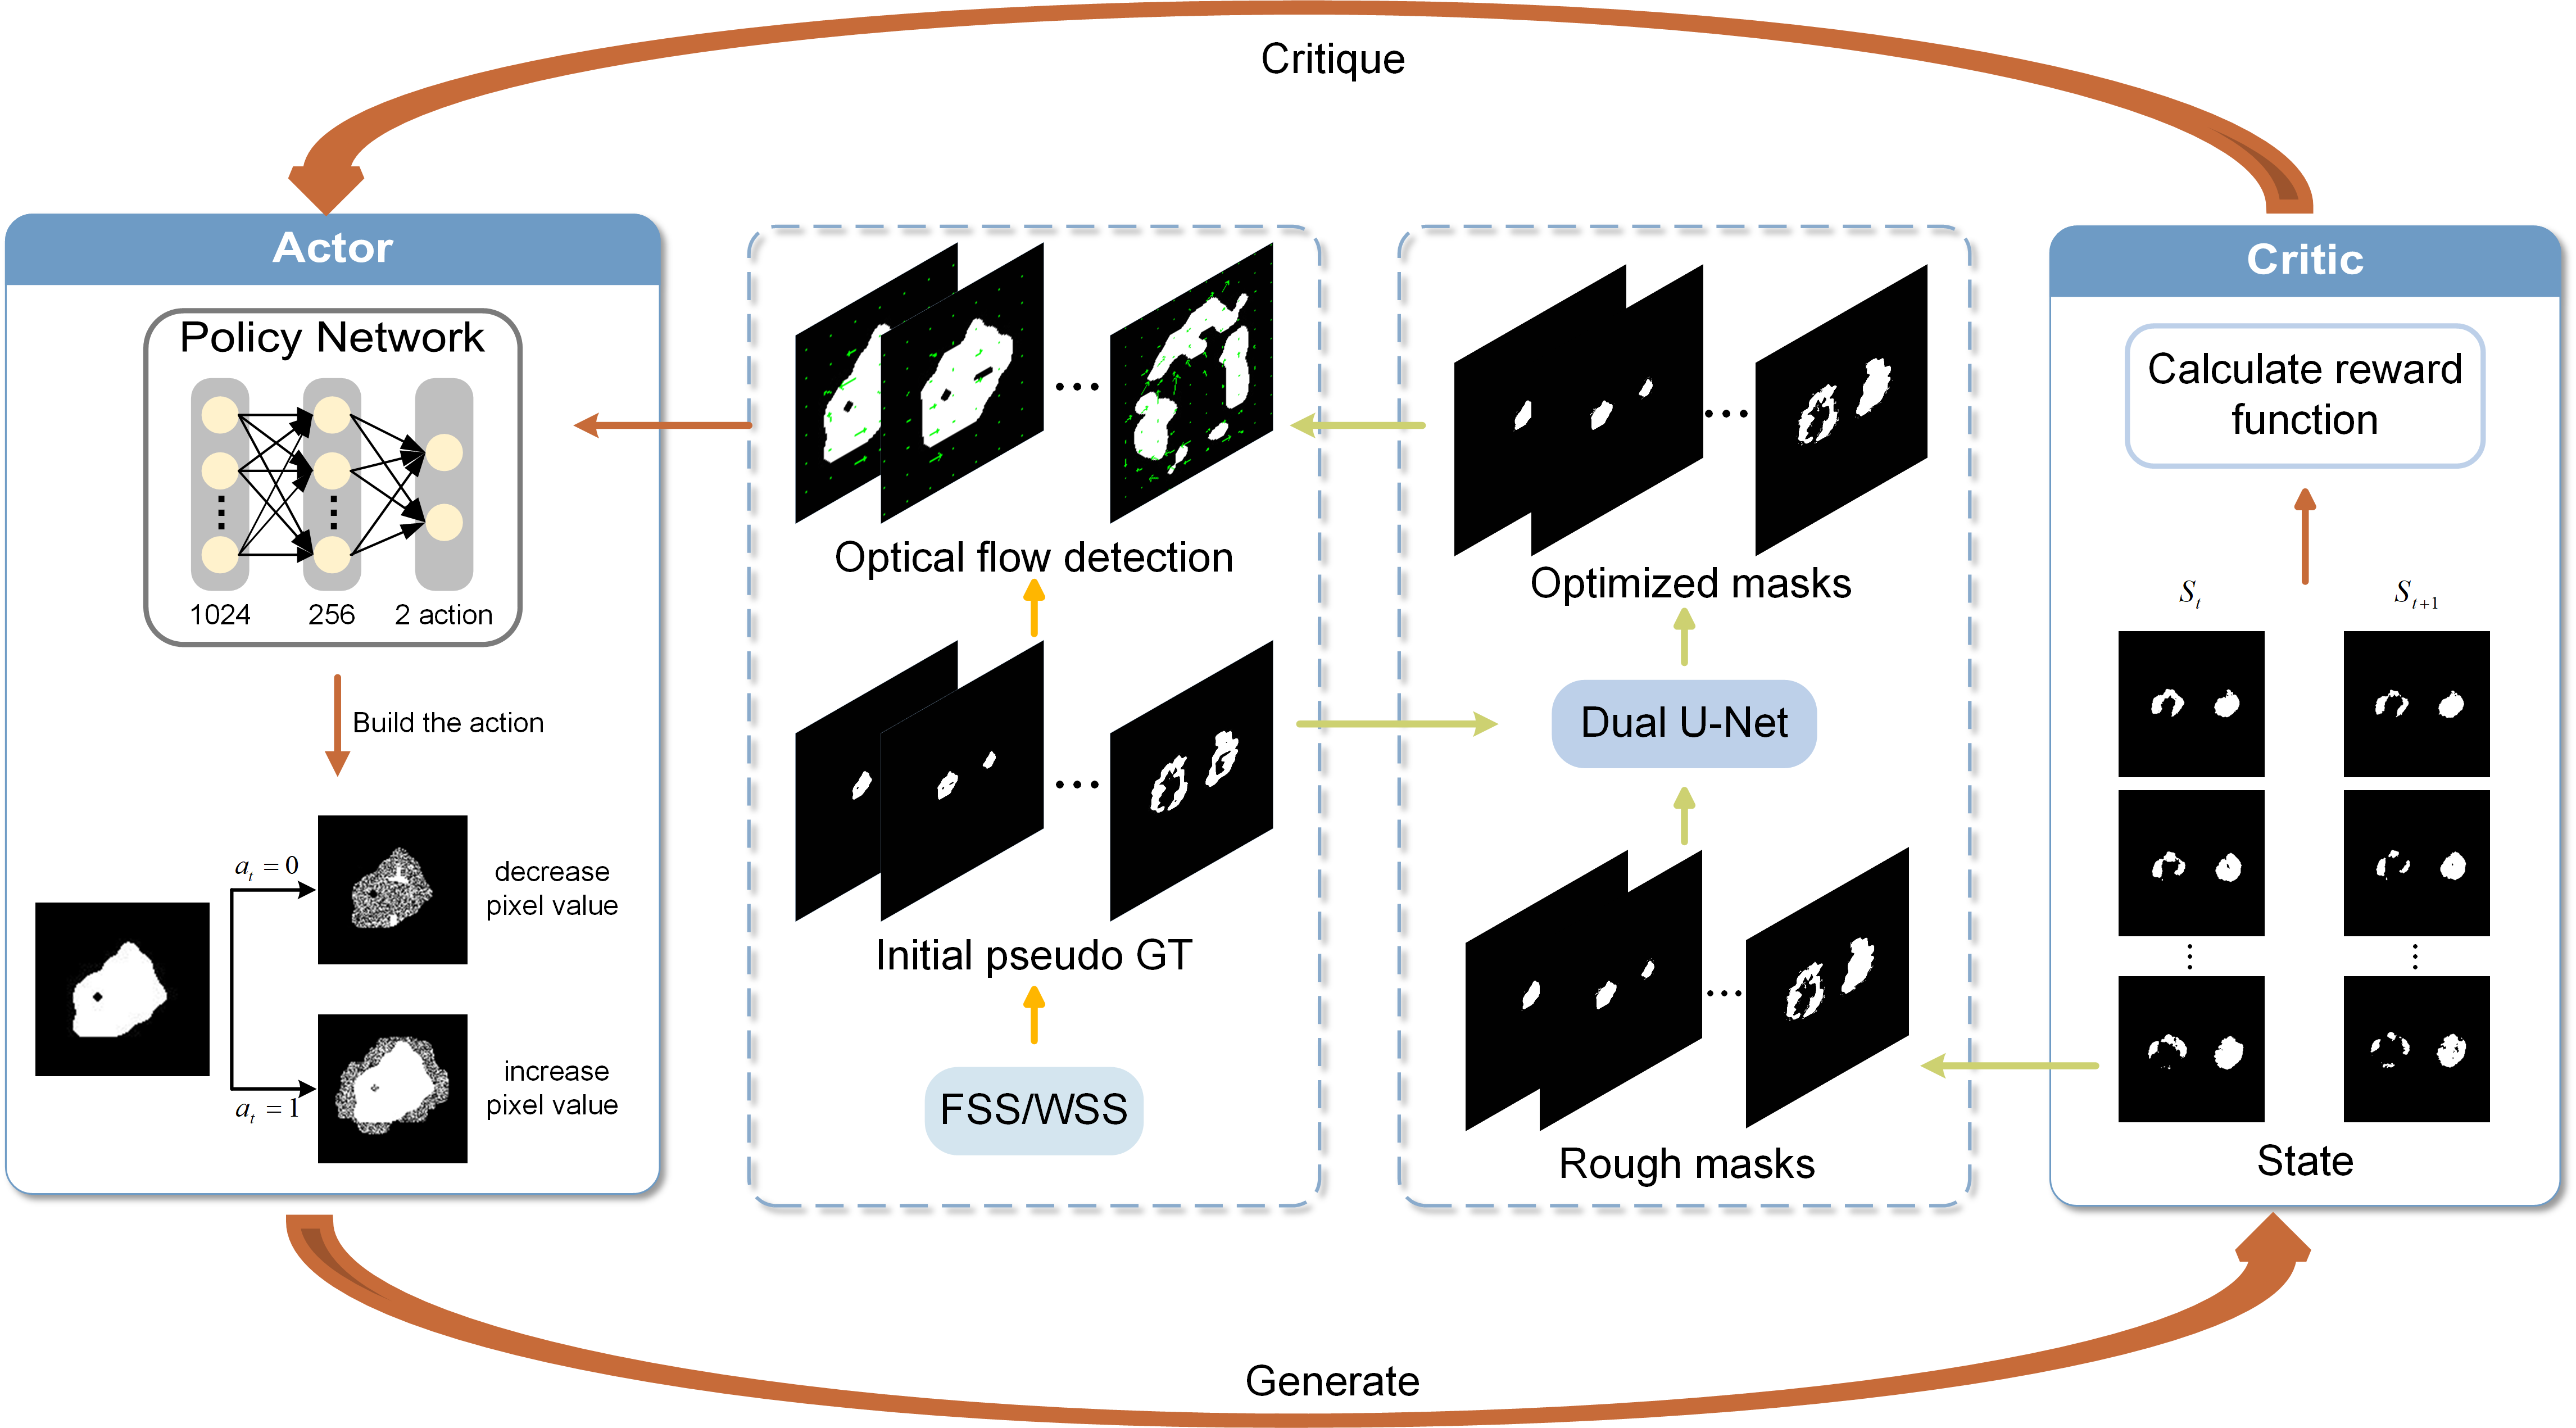 Critique
Actor
Policy Network
1024
256
2 action
Build the action
a_t = 0
decrease
pixel value
a_t = 1
increase
pixel value
Optical flow detection
Initial pseudo GT
FSS/WSS
Optimized masks
Dual U-Net
Rough masks
Critic
Calculate reward
function
S_t
S_{t+1}
State
Generate